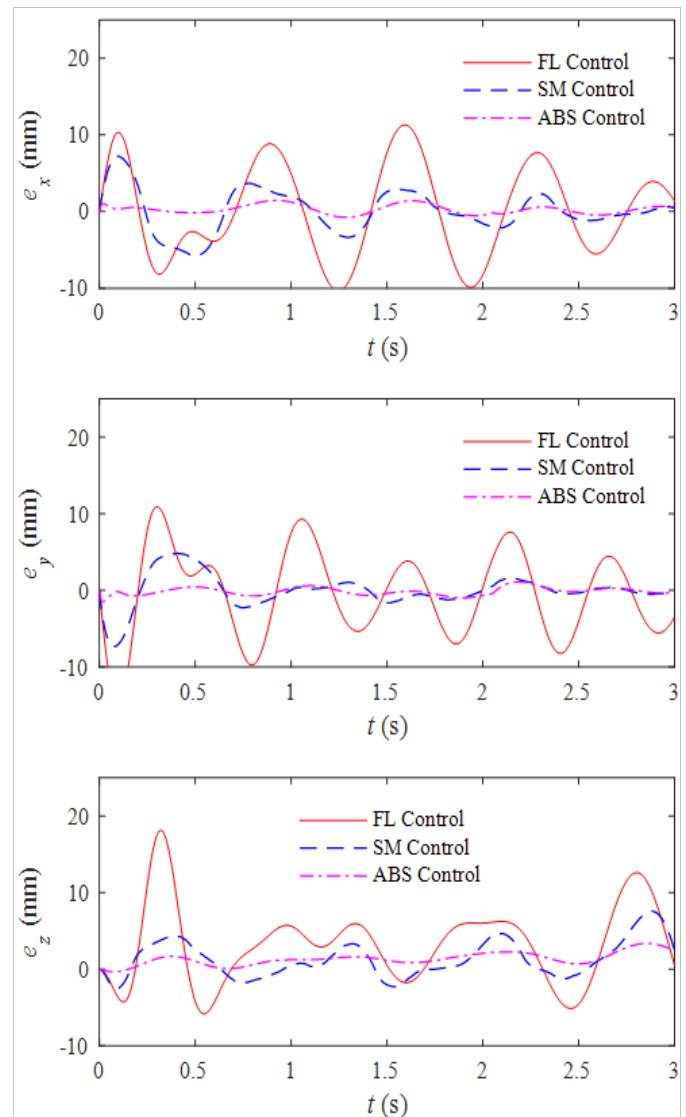 20
10
0
-10
e_x (mm)
FL Control
SM Control
ABS Control
0 0.5 1 1.5 2 2.5 3
t (s)
20
10
0
-10
e_y (mm)
FL Control
SM Control
ABS Control
0 0.5 1 1.5 2 2.5 3
t (s)
20
10
0
-10
e_z (mm)
FL Control
SM Control
ABS Control
0 0.5 1 1.5 2 2.5 3
t (s)